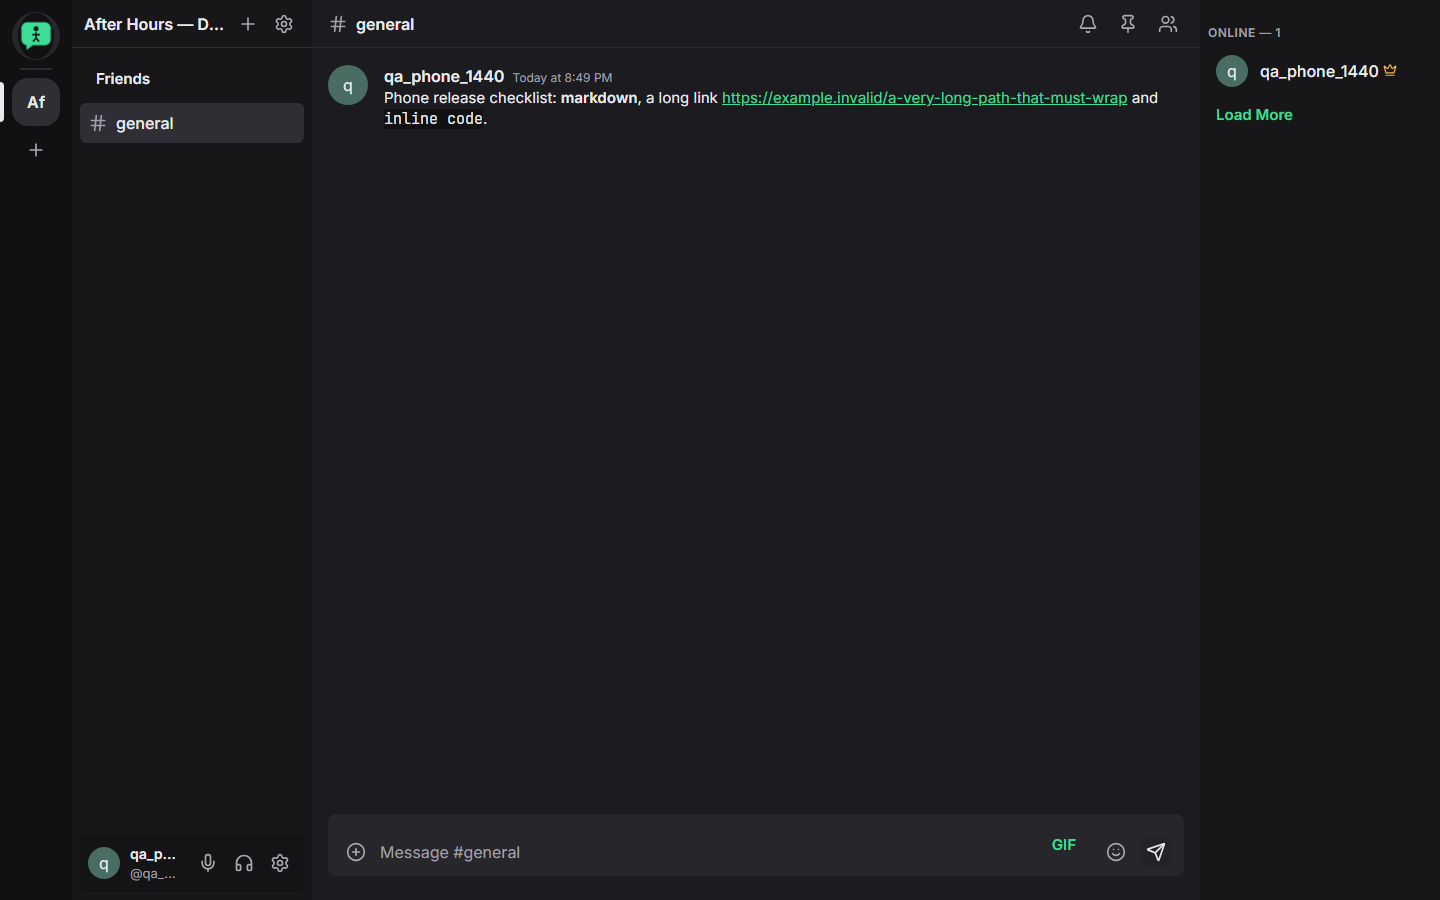 After Hours — D...
Friends
Af
general
general
qa_phone_1440 Today at 8:49 PM
Phone release checklist: markdown, a long link https://example.invalid/a-very-long-path-that-must-wrap and
inline code.
Message #general
GIF
qa_p...
@qa_...
q
q
ONLINE — 1
q
qa_phone_1440
Load More